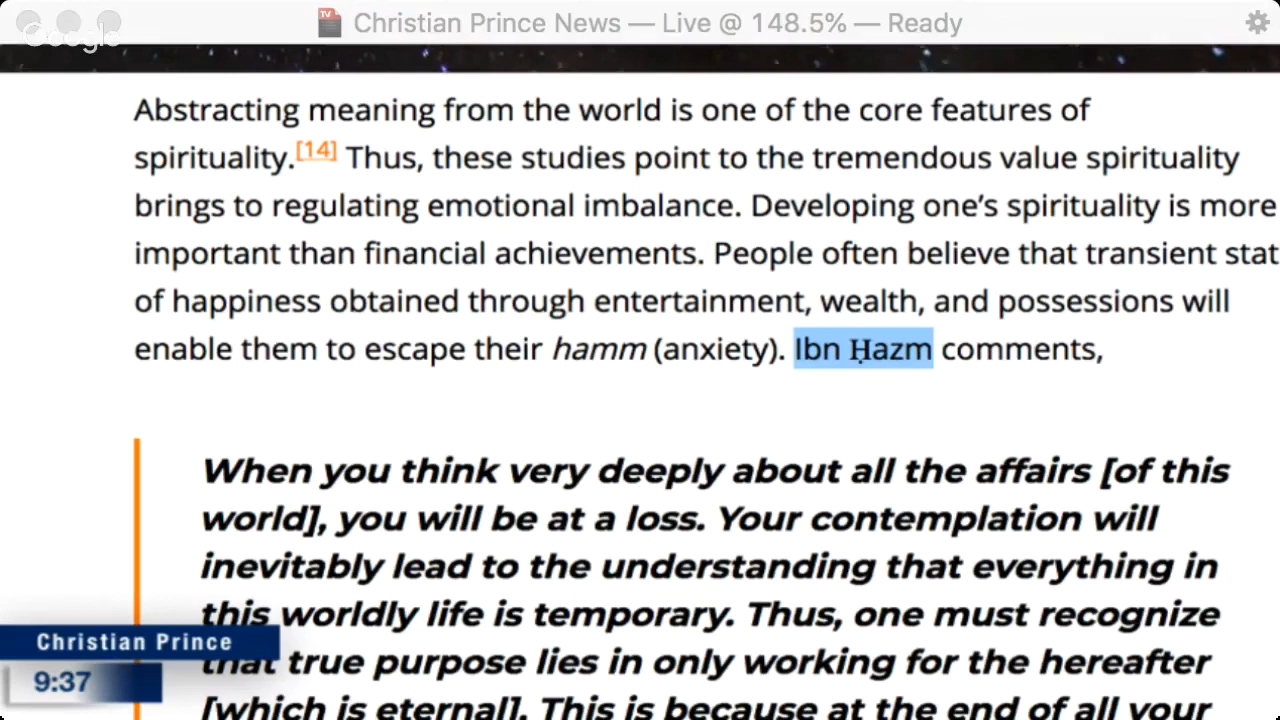 Christian Prince News — Live @ 148.5% — Ready
Google
Abstracting meaning from the world is one of the core features of
spirituality.[14] Thus, these studies point to the tremendous value spirituality
brings to regulating emotional imbalance. Developing one's spirituality is more
important than financial achievements. People often believe that transient stat
of happiness obtained through entertainment, wealth, and possessions will
enable them to escape their hamm (anxiety). Ibn Ḥazm comments,
When you think very deeply about all the affairs [of this
world], you will be at a loss. Your contemplation will
inevitably lead to the understanding that everything in
this worldly life is temporary. Thus, one must recognize
that true purpose lies in only working for the hereafter
[which is eternal]. This is because at the end of all your
Christian Prince
9:37